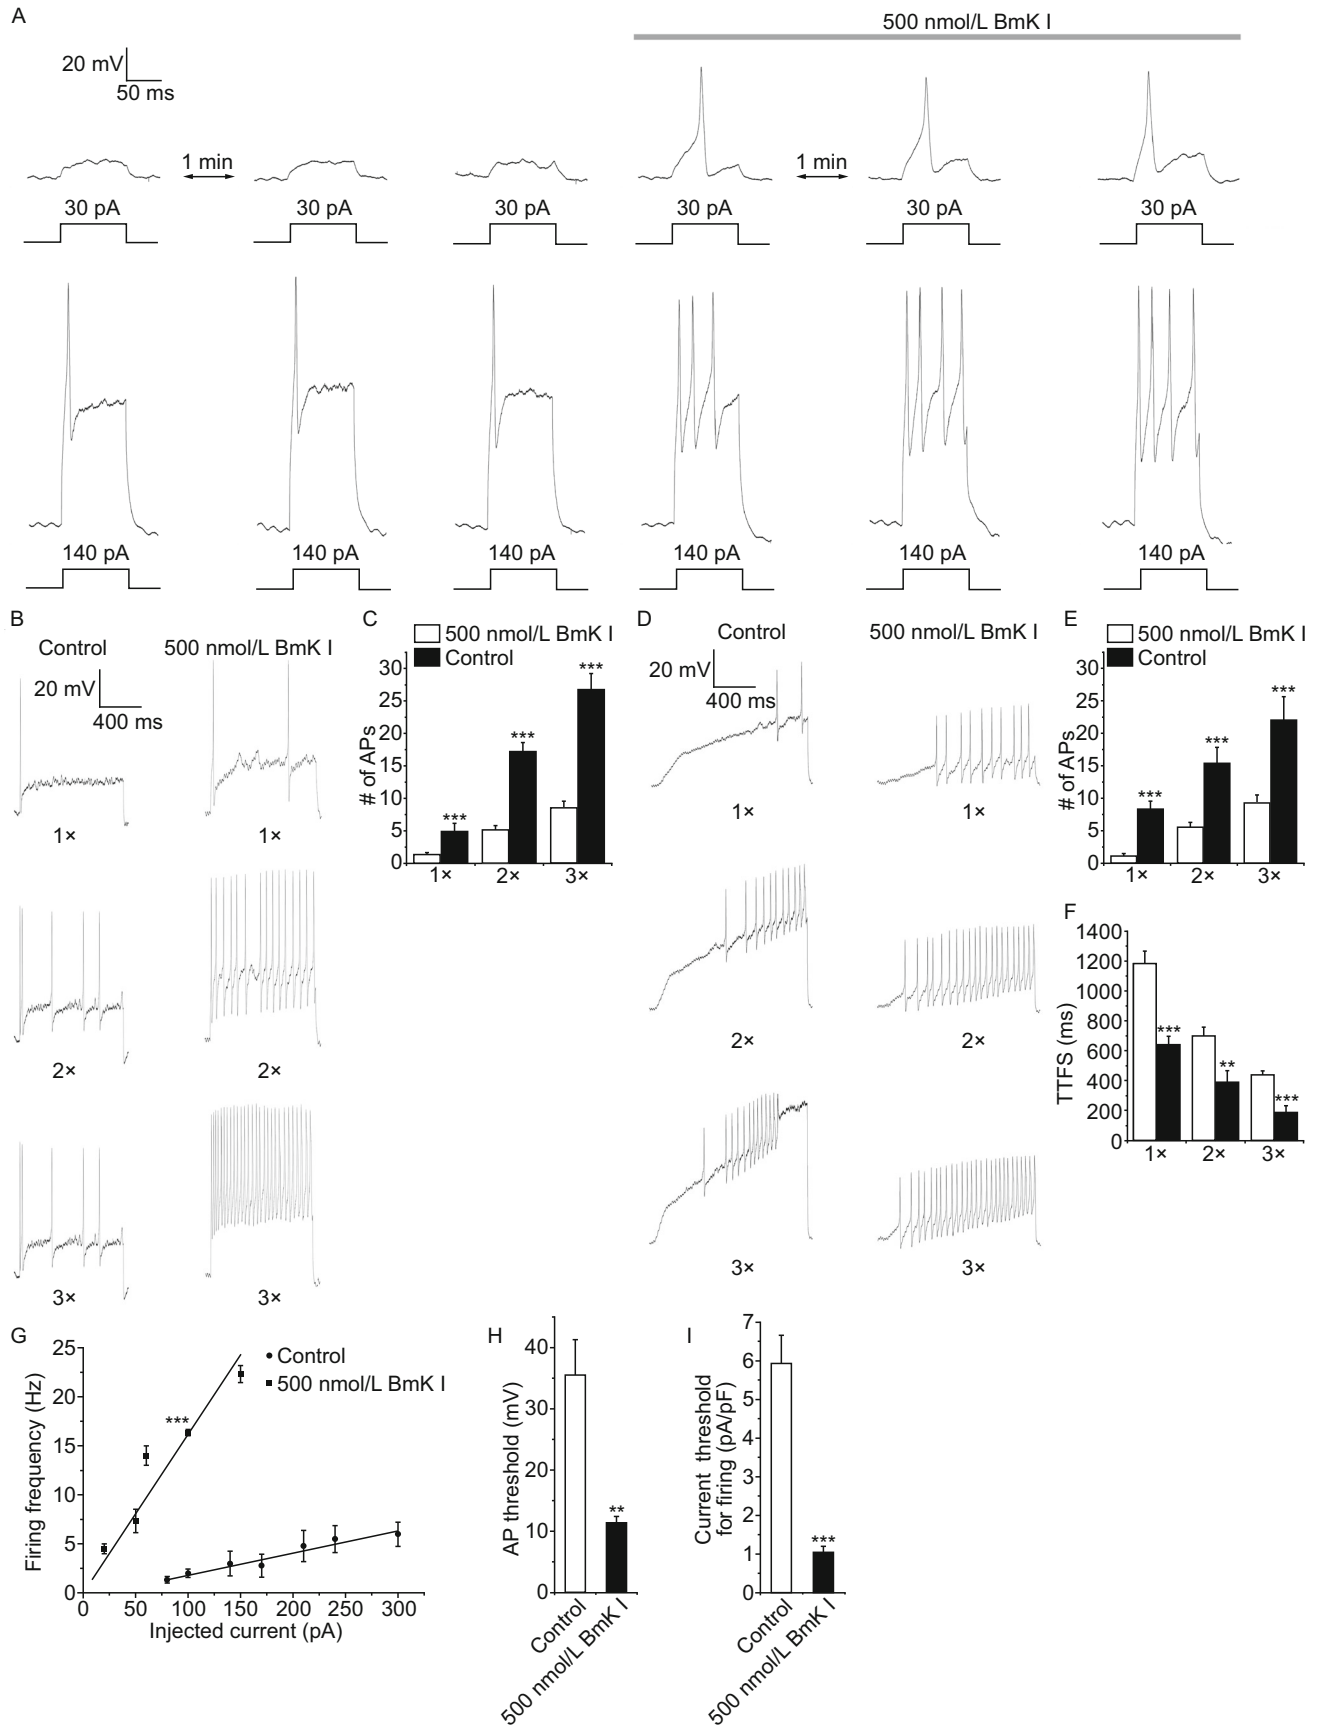 A
500 nmol/L BmK I
20 mV
50 ms
1 min
1 min
30 pA
30 pA
30 pA
30 pA
30 pA
30 pA
140 pA
140 pA
140 pA
140 pA
140 pA
140 pA
B
Control
500 nmol/L BmK I
20 mV
400 ms
1×
1×
2×
2×
3×
3×
C
500 nmol/L BmK I
Control
# of APs
30
25
20
15
10
5
0
***
***
***
1×
2×
3×
D
Control
500 nmol/L BmK I
20 mV
400 ms
1×
1×
2×
2×
3×
3×
E
500 nmol/L BmK I
Control
# of APs
30
25
20
15
10
5
0
***
***
***
1×
2×
3×
F
TTFS (ms)
1400
1200
1000
800
600
400
200
0
***
**
***
1×
2×
3×
G
Firing frequency (Hz)
25
20
15
10
5
0
Control
500 nmol/L BmK I
***
0 50 100 150 200 250 300
Injected current (pA)
H
AP threshold (mV)
40
30
20
10
0
**
Control
500 nmol/L BmK I
I
Current threshold
for firing (pA/pF)
7
6
5
4
3
2
1
0
***
Control
500 nmol/L BmK I